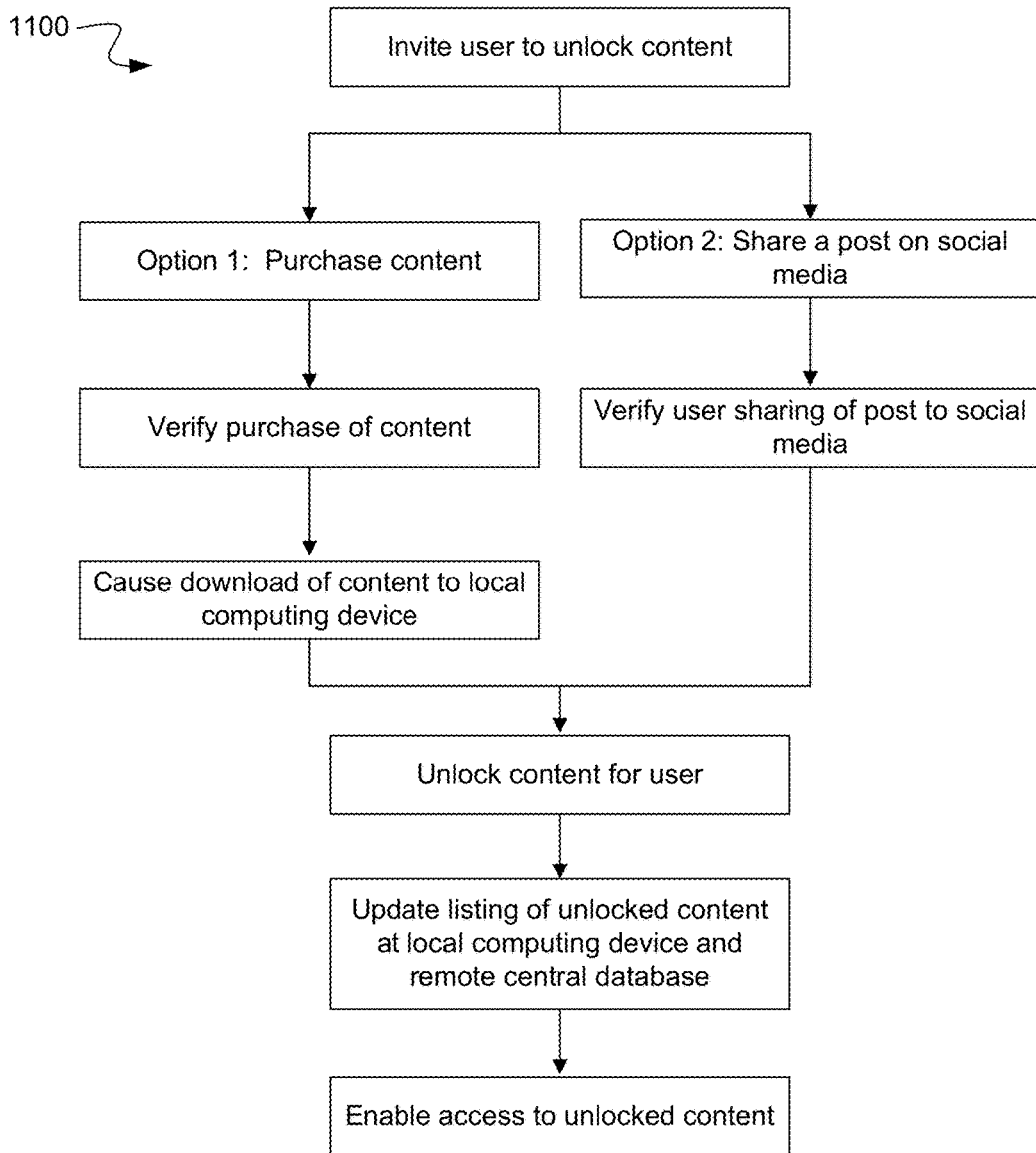 1100
Invite user to unlock content
Option 1:  Purchase content
Option 2: Share a post on social
media
Verify purchase of content
Verify user sharing of post to social
media
Cause download of content to local
computing device
Unlock content for user
Update listing of unlocked content
at local computing device and
remote central database
Enable access to unlocked content